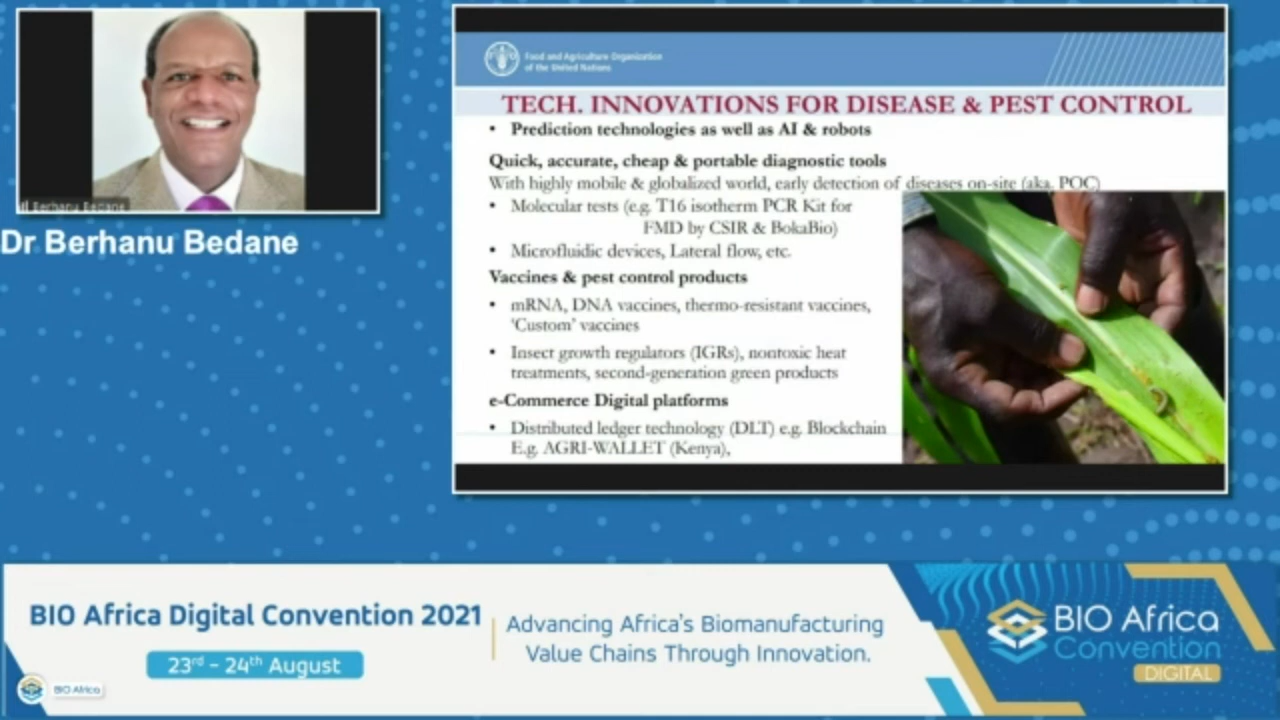 Berhanu Bedane
Dr Berhanu Bedane
Food and Agriculture Organization
of the United Nations
TECH. INNOVATIONS FOR DISEASE & PEST CONTROL
• Prediction technologies as well as AI & robots
Quick, accurate, cheap & portable diagnostic tools
With highly mobile & globalized world, early detection of diseases on-site (aka. POC)
• Molecular tests (e.g. T16 isotherm PCR Kit for
FMD by CSIR & BokaBio)
• Microfluidic devices, Lateral flow, etc.
Vaccines & pest control products
• mRNA, DNA vaccines, thermo-resistant vaccines,
‘Custom’ vaccines
• Insect growth regulators (IGRs), nontoxic heat
treatments, second-generation green products
e-Commerce Digital platforms
• Distributed ledger technology (DLT) e.g. Blockchain
E.g. AGRI-WALLET (Kenya),
BIO Africa Digital Convention 2021
23rd – 24th August
Advancing Africa's Biomanufacturing
Value Chains Through Innovation.
BIO Africa
Convention
DIGITAL
BIO Africa